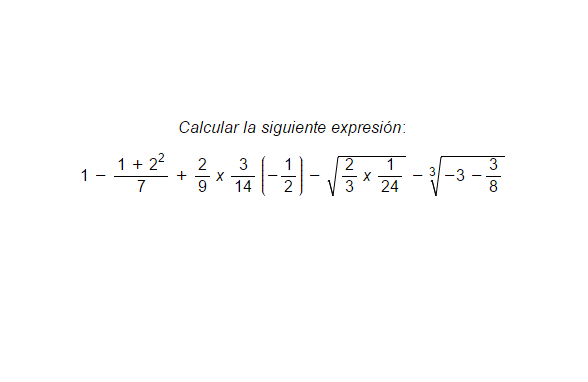 Calcular la siguiente expresión:
1 − (1 + 2²)/7 + 2/9 x 3/14 (−1/2) − √(2/3 x 1/24) − ∛(−3 − 3/8)